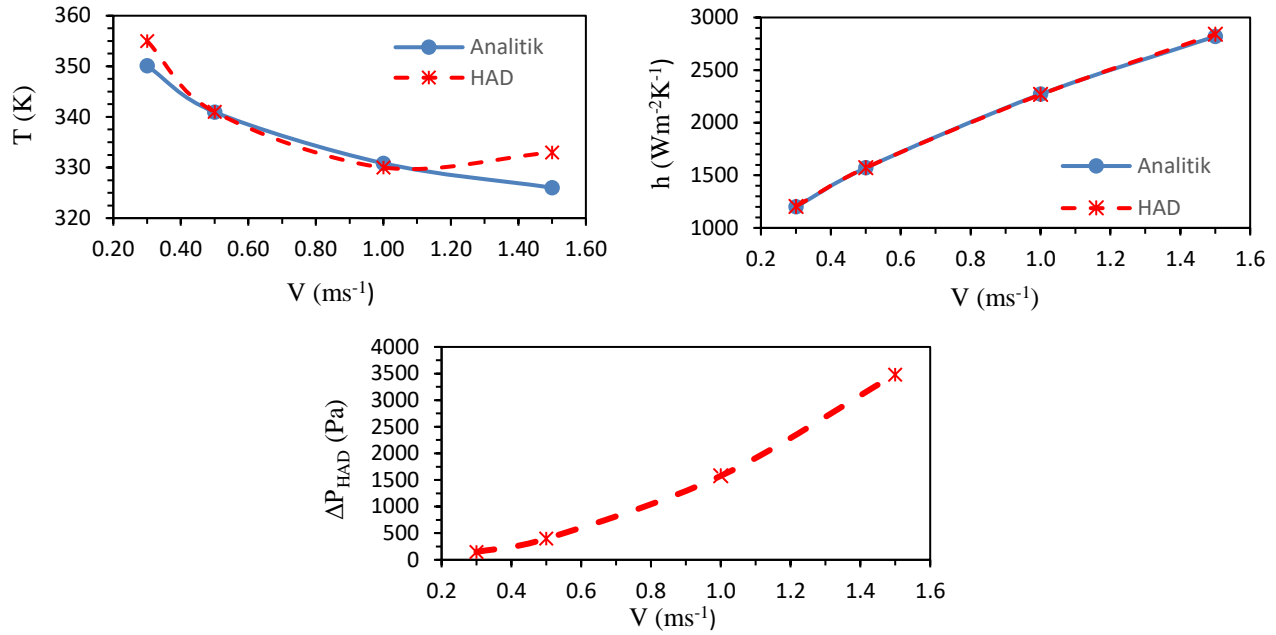 T (K)
360
350
340
330
320
Analitik
HAD
0.20 0.40 0.60 0.80 1.00 1.20 1.40 1.60
V (ms⁻¹)
h (Wm⁻²K⁻¹)
3000
2500
2000
1500
1000
Analitik
HAD
0.2 0.4 0.6 0.8 1.0 1.2 1.4 1.6
V (ms⁻¹)
ΔP_HAD (Pa)
4000
3500
3000
2500
2000
1500
1000
500
0
0.2 0.4 0.6 0.8 1.0 1.2 1.4 1.6
V (ms⁻¹)